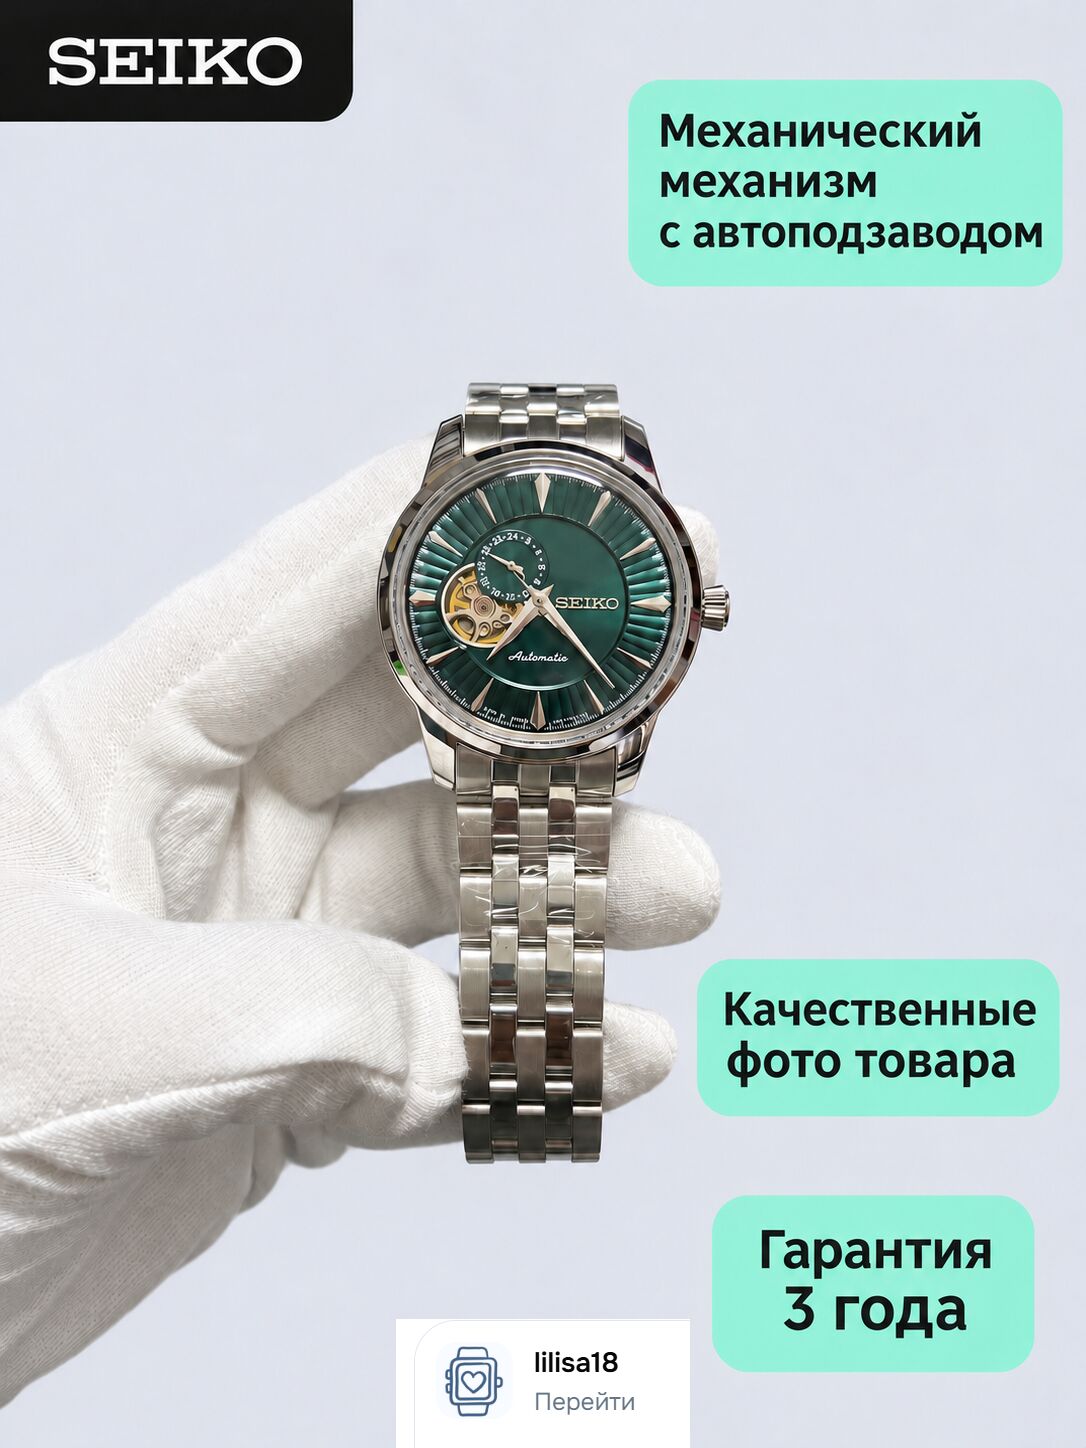 SEIKO
Механический
механизм
с автоподзаводом
SEIKO
Automatic
Качественные
фото товара
Гарантия
3 года
lilisa18
Перейти